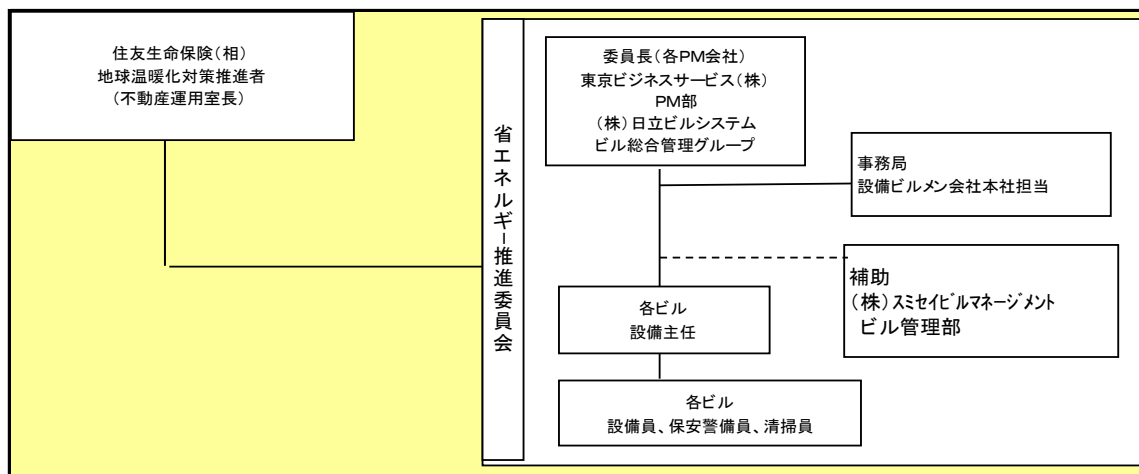 住友生命保険(相)
地球温暖化対策推進者
(不動産運用室長)
省エネルギー推進委員会
委員長(各PM会社)
東京ビジネスサービス(株)
PM部
(株)日立ビルシステム
ビル総合管理グループ
事務局
設備ビルメン会社本社担当
補助
(株)スミセイビルマネージメント
ビル管理部
各ビル
設備主任
各ビル
設備員、保安警備員、清掃員